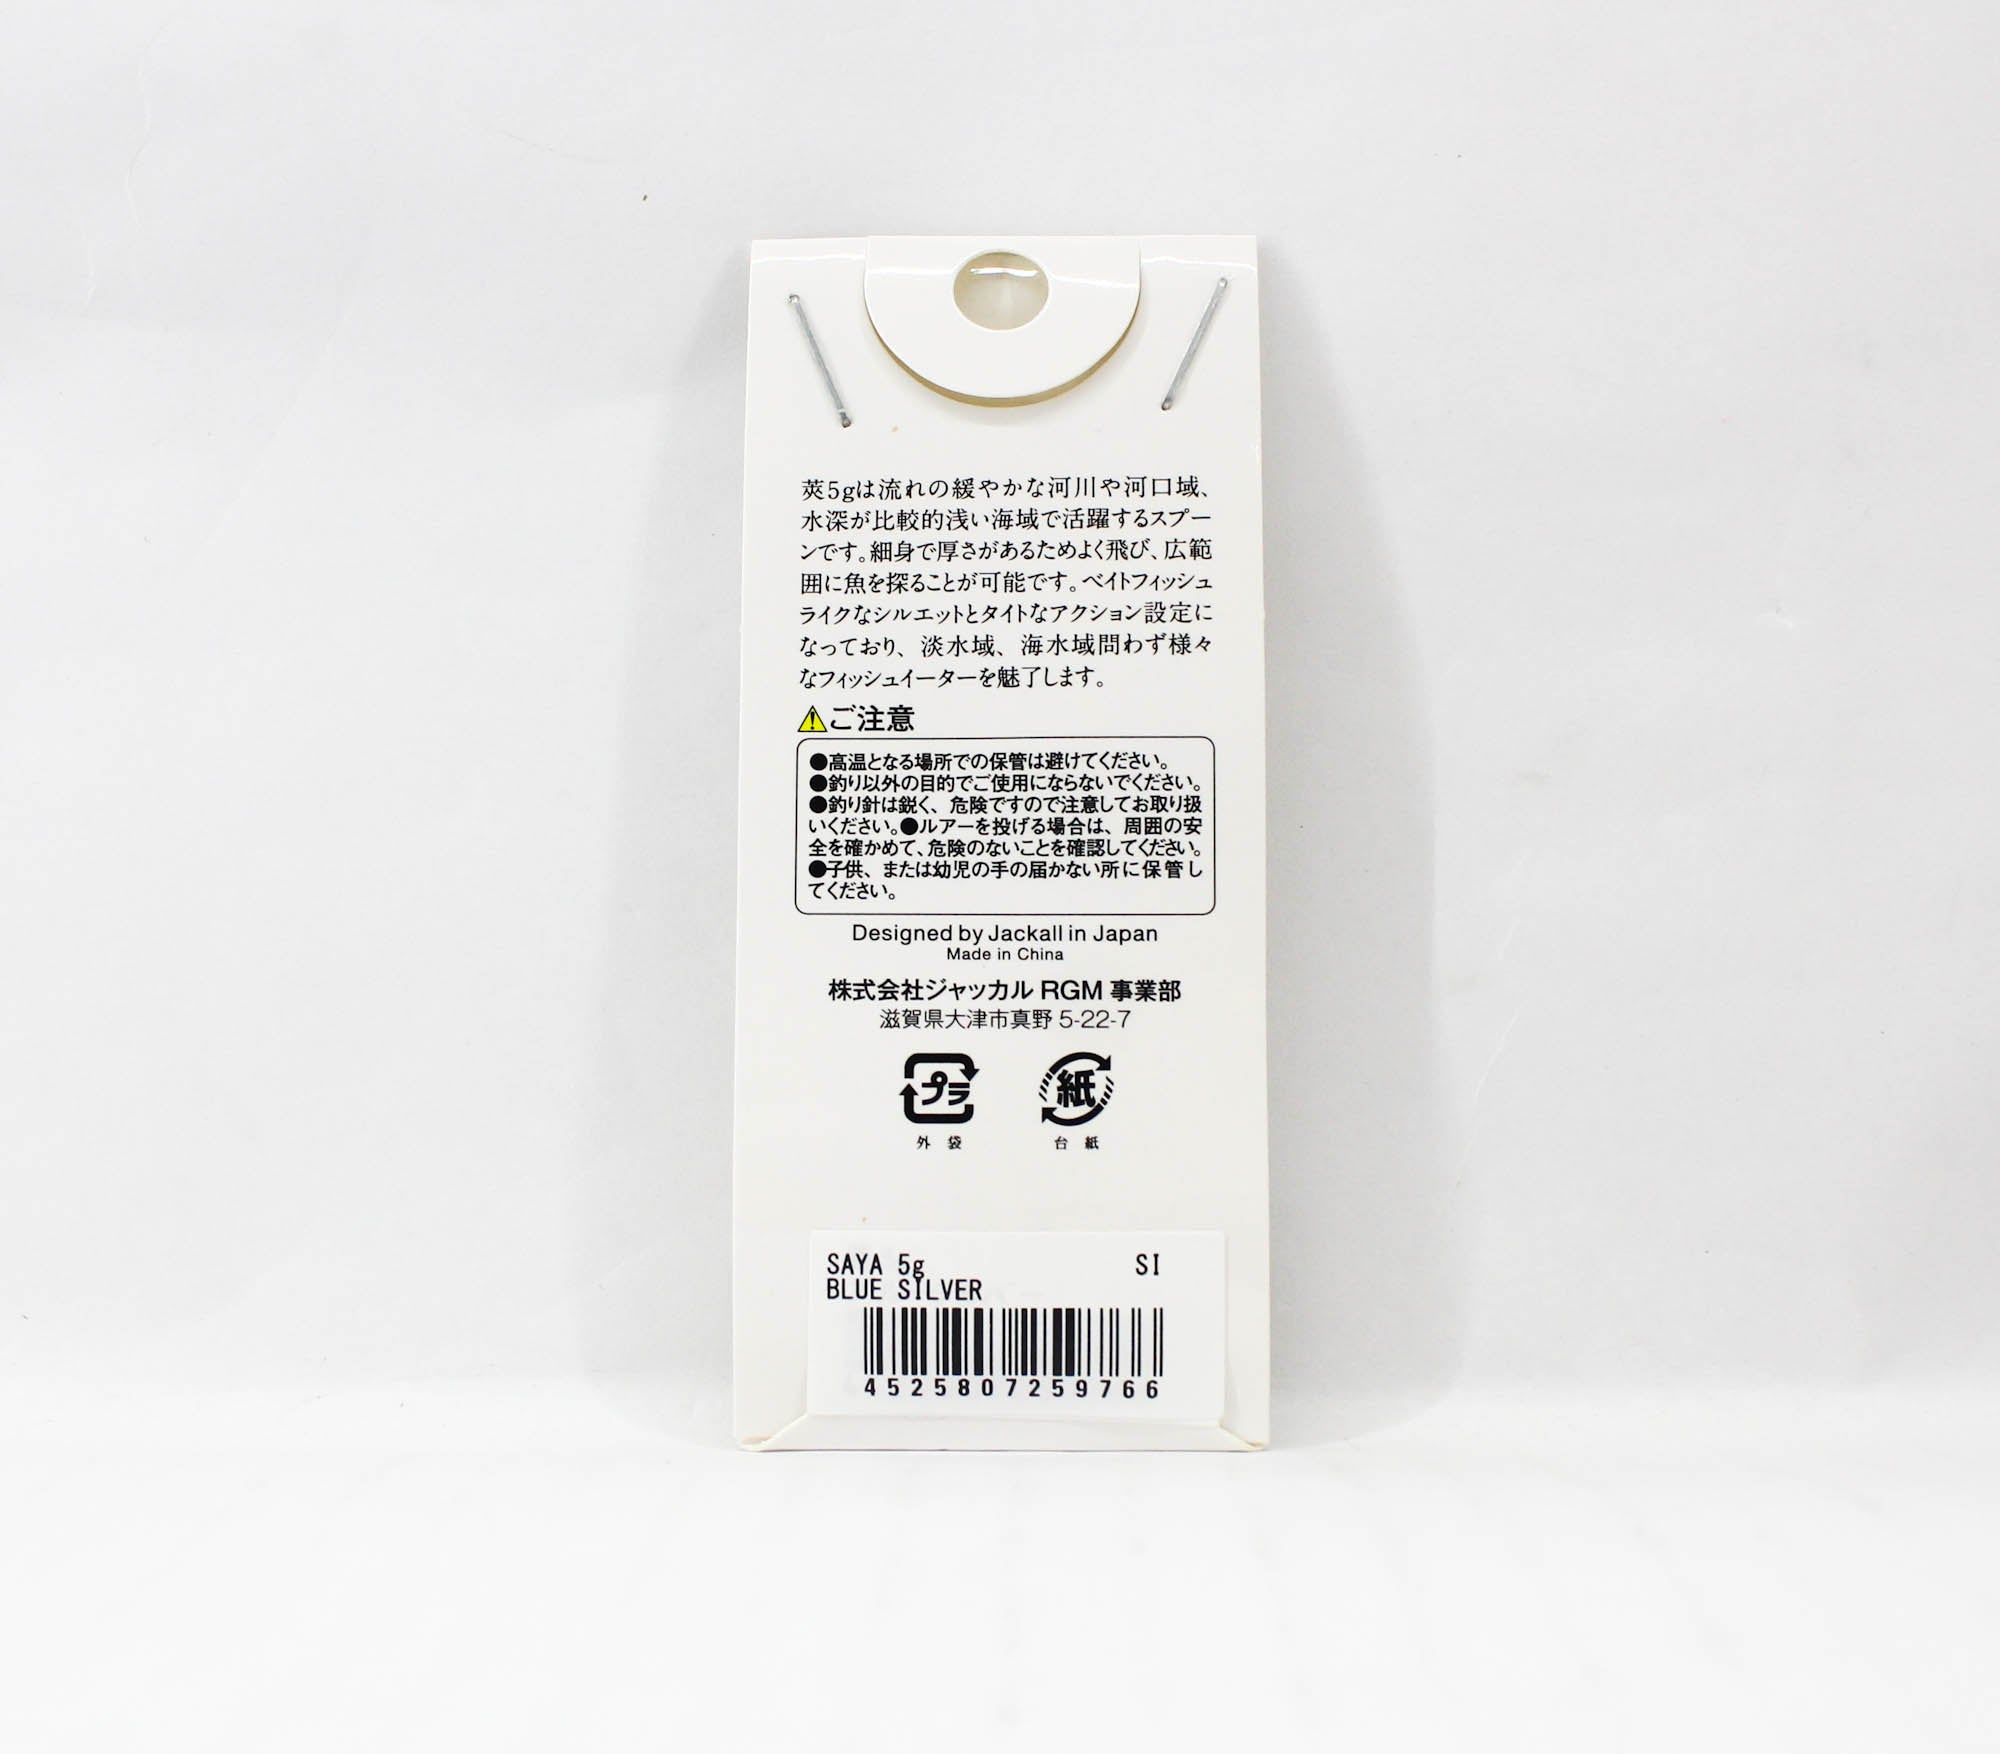 莢5gは流れの緩やかな河川や河口域、
水深が比較的浅い海域で活躍するスプー
ンです。細身で厚さがあるためよく飛び、広範
囲に魚を探ることが可能です。ベイトフィッシュ
ライクなシルエットとタイトなアクション設定に
なっており、淡水域、海水域問わず様々
なフィッシュイーターを魅了します。
ご注意
●高温となる場所での保管は避けてください。
●釣り以外の目的でご使用にならないでください。
●釣り針は鋭く、危険ですので注意してお取り扱
いください。●ルアーを投げる場合は、周囲の安
全を確かめて、危険のないことを確認してください。
●子供、または幼児の手の届かない所に保管し
てください。
Designed by Jackall in Japan
Made in China
株式会社ジャッカル RGM 事業部
滋賀県大津市真野 5-22-7
プラ 紙
外袋 台紙
SAYA 5g SI
BLUE SILVER
4525807259766